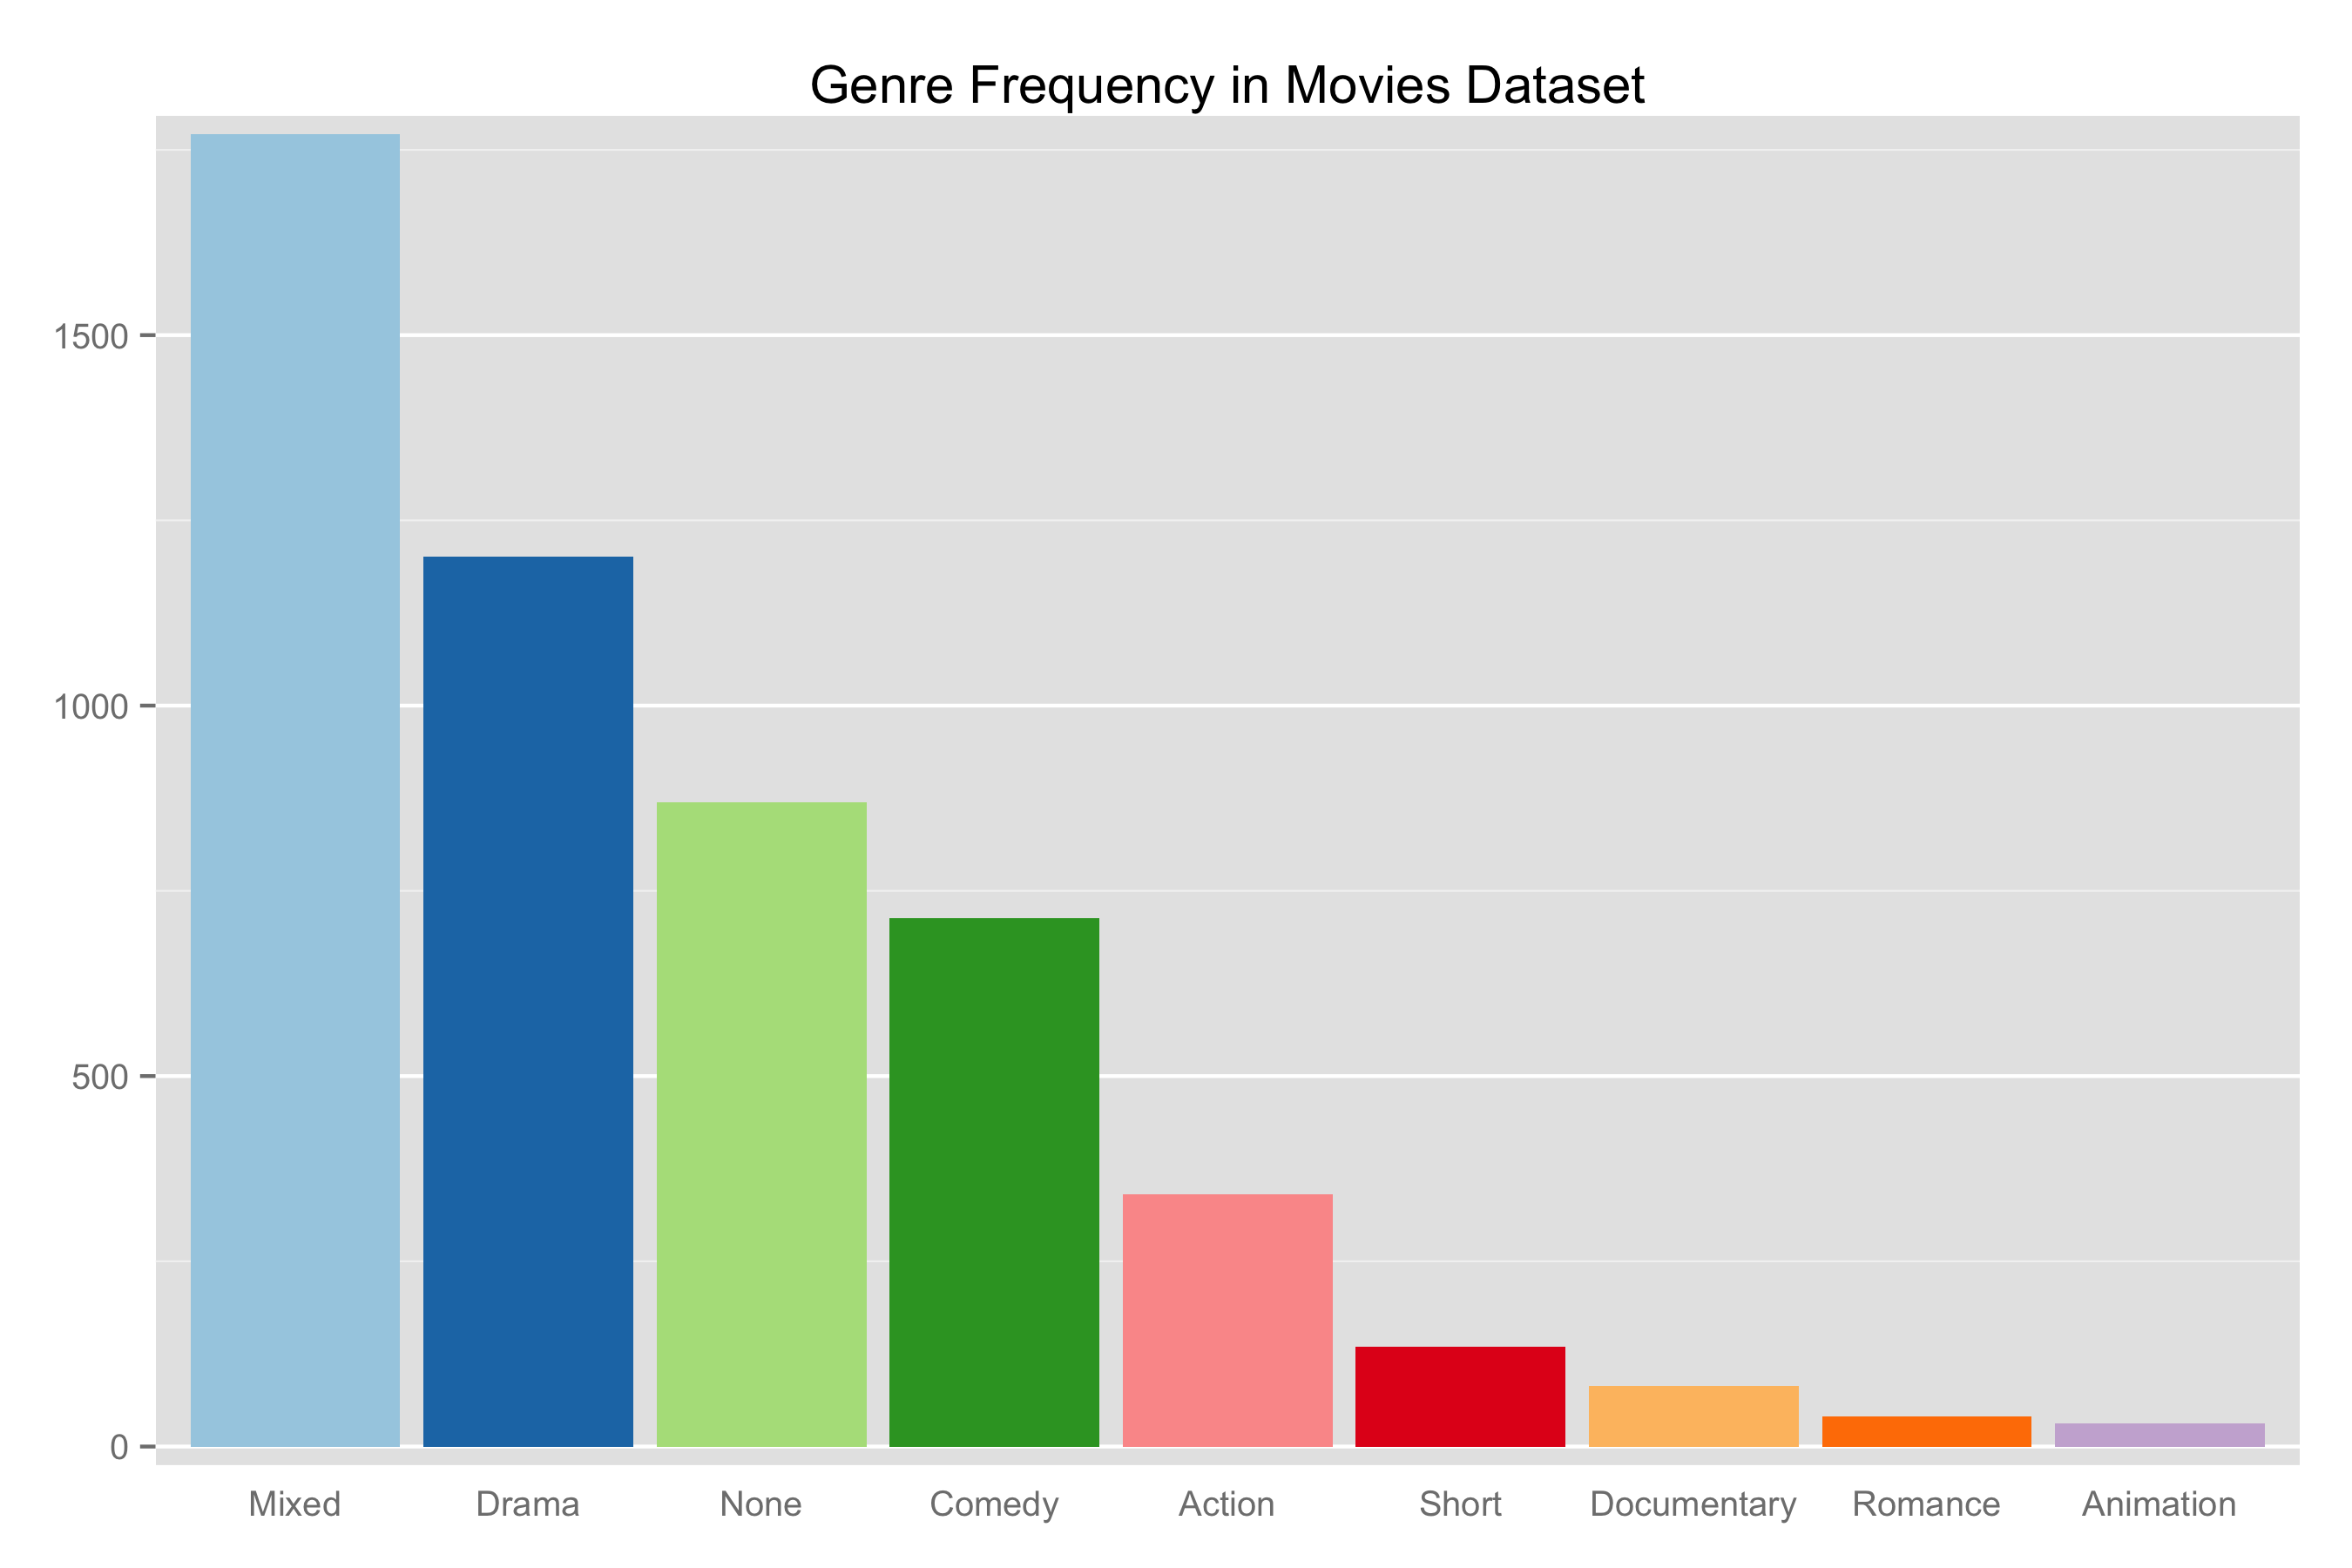 Genre Frequency in Movies Dataset
1500
1000
500
0
Mixed Drama None Comedy Action Short Documentary Romance Animation